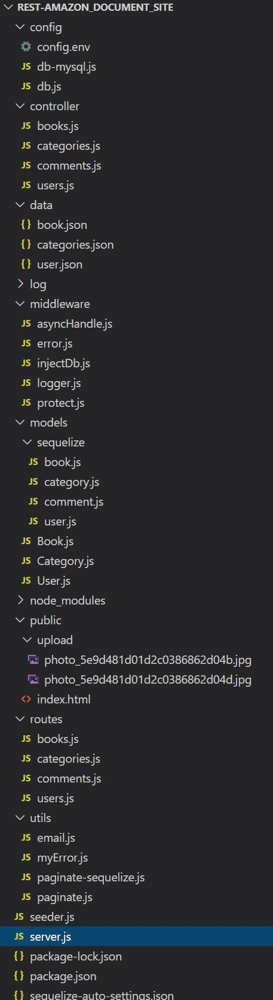 REST-AMAZON_DOCUMENT_SITE
config
config.env
JS db-mysql.js
JS db.js
controller
JS books.js
JS categories.js
JS comments.js
JS users.js
data
{} book.json
{} categories.json
{} user.json
log
middleware
JS asyncHandle.js
JS error.js
JS injectDb.js
JS logger.js
JS protect.js
models
sequelize
JS book.js
JS category.js
JS comment.js
JS user.js
JS Book.js
JS Category.js
JS User.js
node_modules
public
upload
photo_5e9d481d01d2c0386862d04b.jpg
photo_5e9d481d01d2c0386862d04d.jpg
<> index.html
routes
JS books.js
JS categories.js
JS comments.js
JS users.js
utils
JS email.js
JS myError.js
JS paginate-sequelize.js
JS paginate.js
JS seeder.js
JS server.js
{} package-lock.json
{} package.json
{} sequelize-auto-settings.json